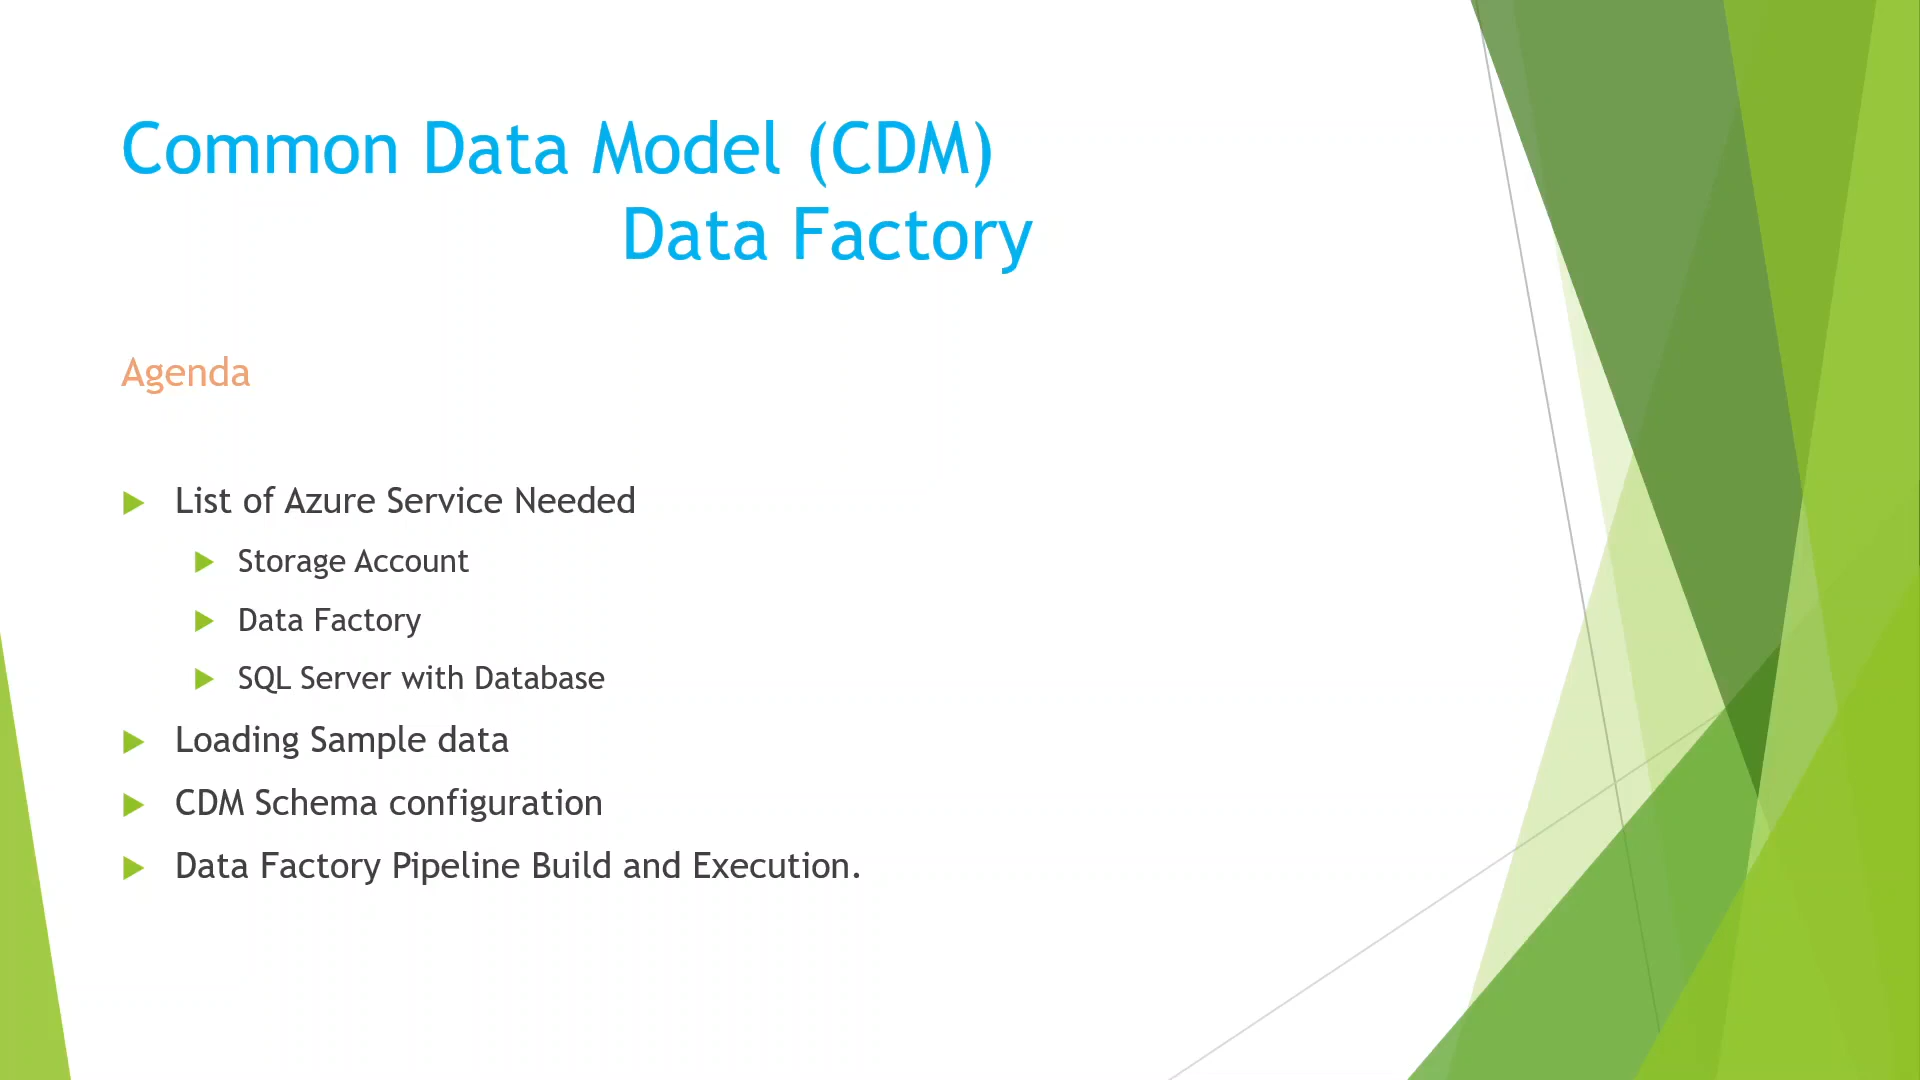 Common Data Model (CDM)
Data Factory
Agenda
List of Azure Service Needed
Storage Account
Data Factory
SQL Server with Database
Loading Sample data
CDM Schema configuration
Data Factory Pipeline Build and Execution.